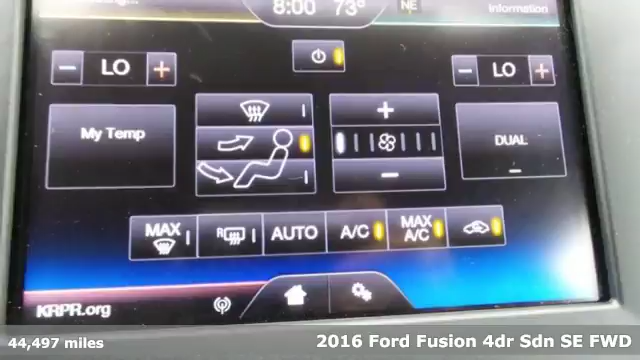 8:00 73° NE Information
- LO +
- LO +
My Temp
+
DUAL
-
MAX R AUTO A/C MAX A/C
KRPR.org
44,497 miles
2016 Ford Fusion 4dr Sdn SE FWD